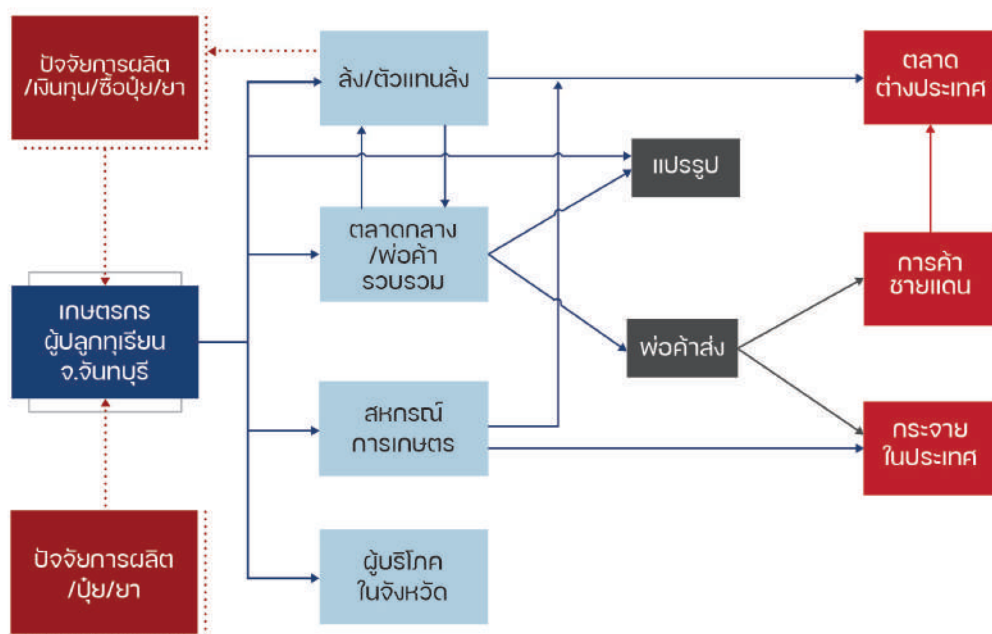 ปัจจัยการผลิต
/เงินทุน/ซื้อปุ๋ย/ยา
ล้ง/ตัวแทนล้ง
ตลาด
ต่างประเทศ
แปรรูป
ตลาดกลาง
/พ่อค้า
รวบรวม
การค้า
ชายแดน
เกษตรกร
ผู้ปลูกทุเรียน
จ.จันทบุรี
พ่อค้าส่ง
สหกรณ์
การเกษตร
กระจาย
ในประเทศ
ปัจจัยการผลิต
/ปุ๋ย/ยา
ผู้บริโภค
ในจังหวัด